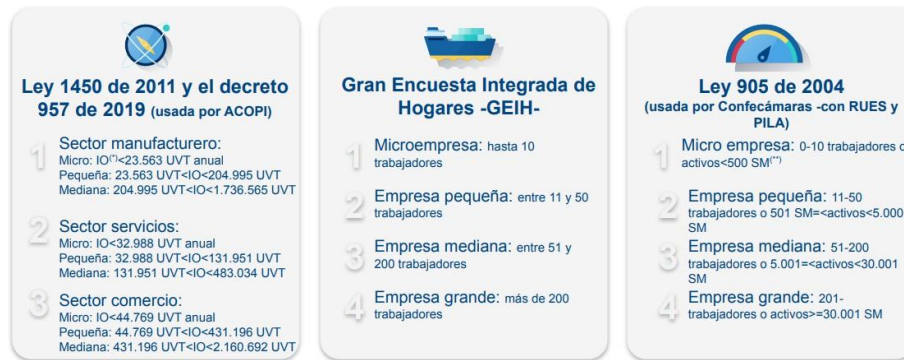 Ley 1450 de 2011 y el decreto
957 de 2019 (usada por ACOPI)
1 Sector manufacturero:
Micro: IO(*)<23.563 UVT anual
Pequeña: 23.563 UVT<IO<204.995 UVT
Mediana: 204.995 UVT<IO<1.736.565 UVT
2 Sector servicios:
Micro: IO<32.988 UVT anual
Pequeña: 32.988 UVT<IO<131.951 UVT
Mediana: 131.951 UVT<IO<483.034 UVT
3 Sector comercio:
Micro: IO<44.769 UVT anual
Pequeña: 44.769 UVT<IO<431.196 UVT
Mediana: 431.196 UVT<IO<2.160.692 UVT
Gran Encuesta Integrada de
Hogares -GEIH-
1 Microempresa: hasta 10
trabajadores
2 Empresa pequeña: entre 11 y 50
trabajadores
3 Empresa mediana: entre 51 y
200 trabajadores
4 Empresa grande: más de 200
trabajadores
Ley 905 de 2004
(usada por Confecámaras -con RUES y
PILA)
1 Micro empresa: 0-10 trabajadores o
activos<500 SM(**)
2 Empresa pequeña: 11-50
trabajadores o 501 SM=<activos<5.000
SM
3 Empresa mediana: 51-200
trabajadores o 5.001=<activos<30.001
SM
4 Empresa grande: 201-
trabajadores o activos>=30.001 SM